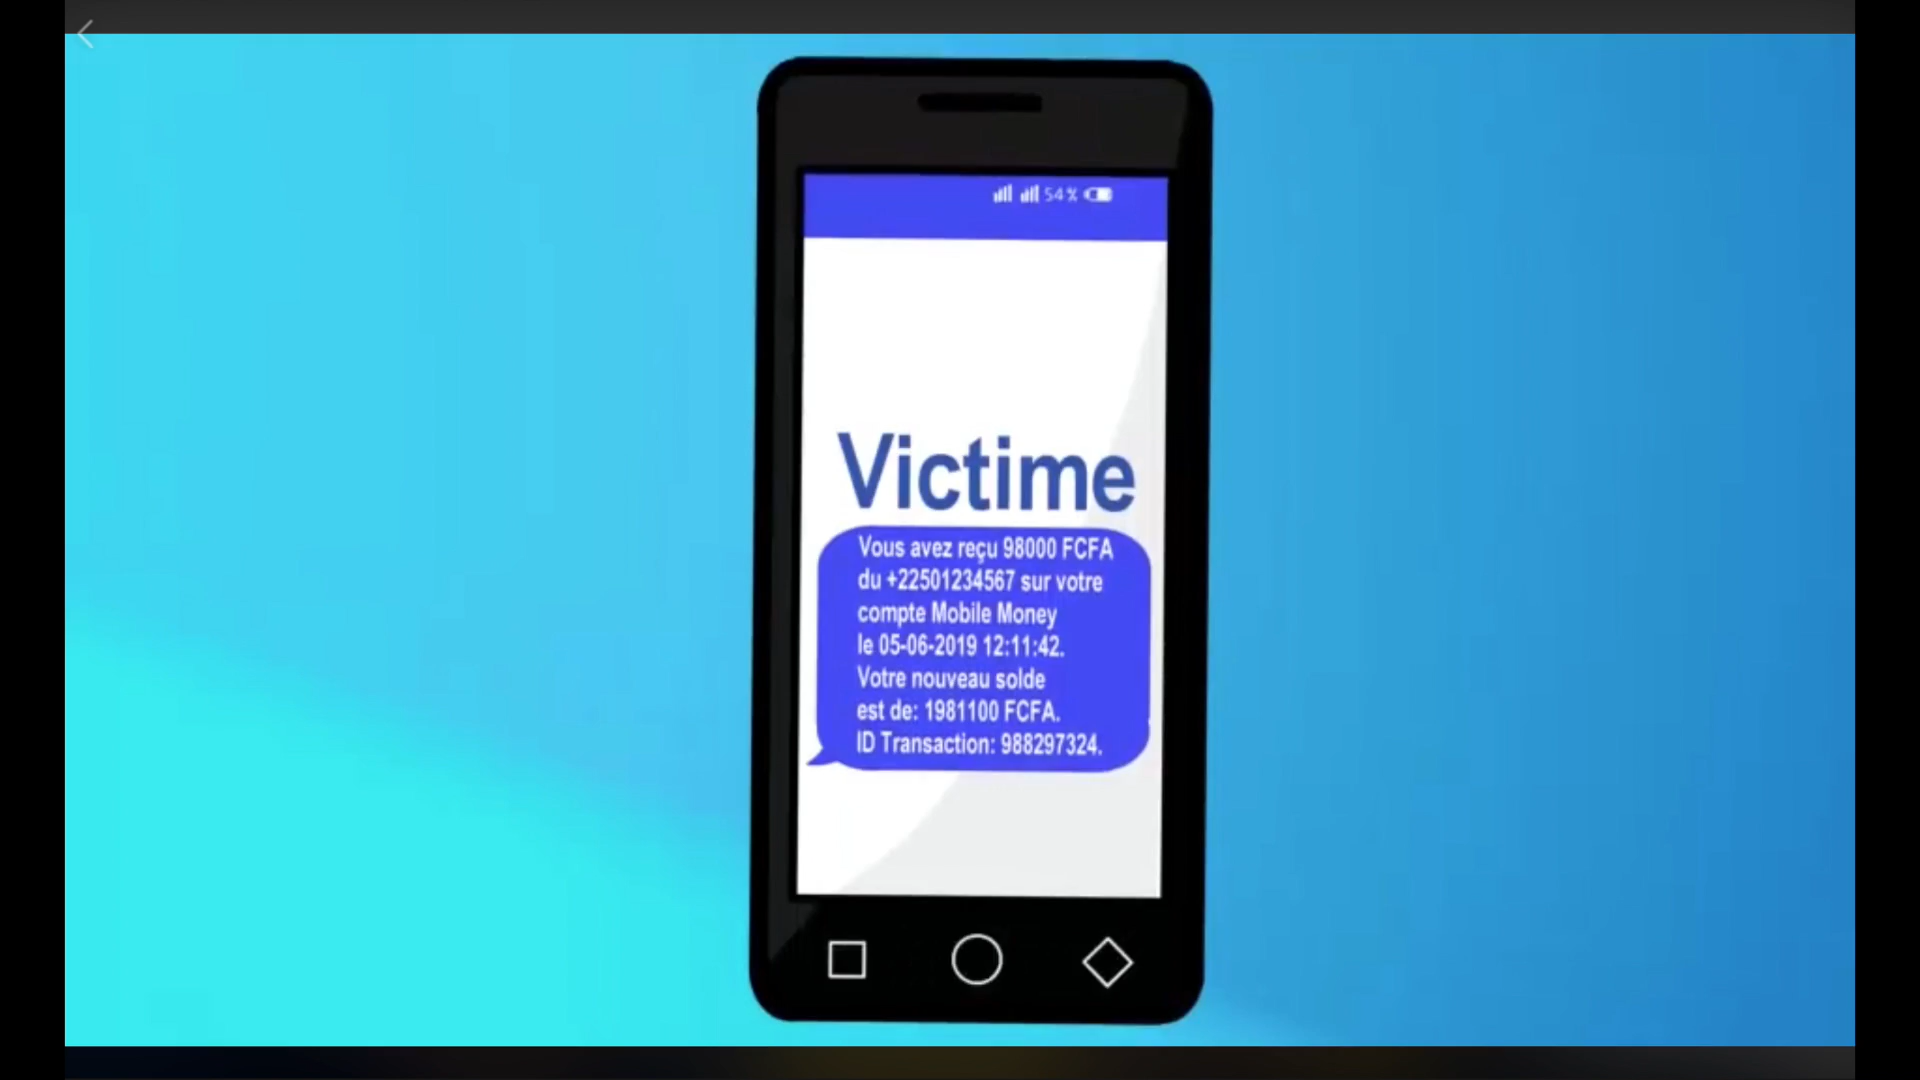 54%
Victime
Vous avez reçu 98000 FCFA
du +22501234567 sur votre
compte Mobile Money
le 05-06-2019 12:11:42.
Votre nouveau solde
est de: 1981100 FCFA.
ID Transaction: 988297324.